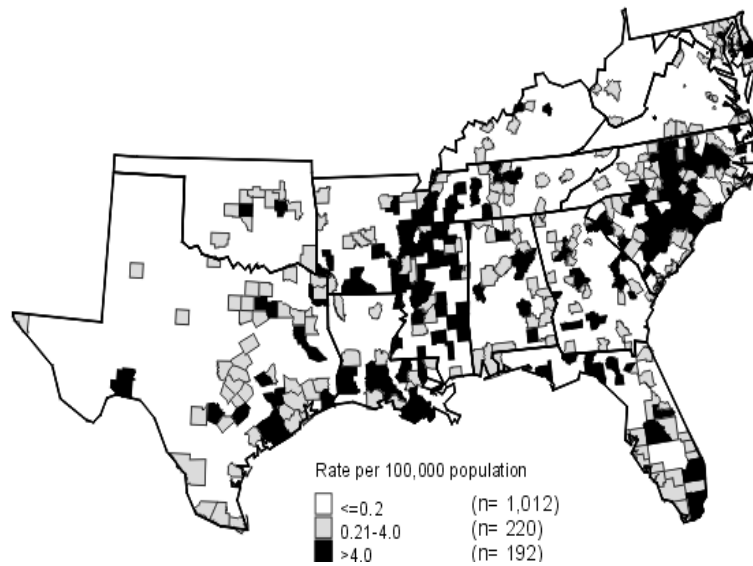 Rate per 100,000 population
<=0.2 (n= 1,012)
0.21-4.0 (n= 220)
>4.0 (n= 192)